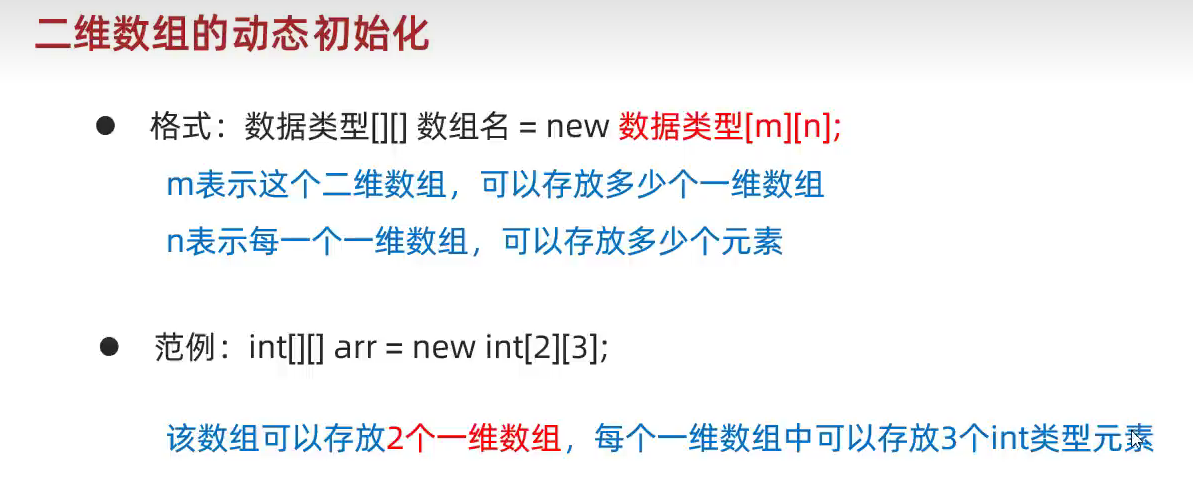 二维数组的动态初始化
● 格式：数据类型[][] 数组名 = new 数据类型[m][n];
m表示这个二维数组，可以存放多少个一维数组
n表示每一个一维数组，可以存放多少个元素
● 范例：int[][] arr = new int[2][3];
该数组可以存放2个一维数组，每个一维数组中可以存放3个int类型元素